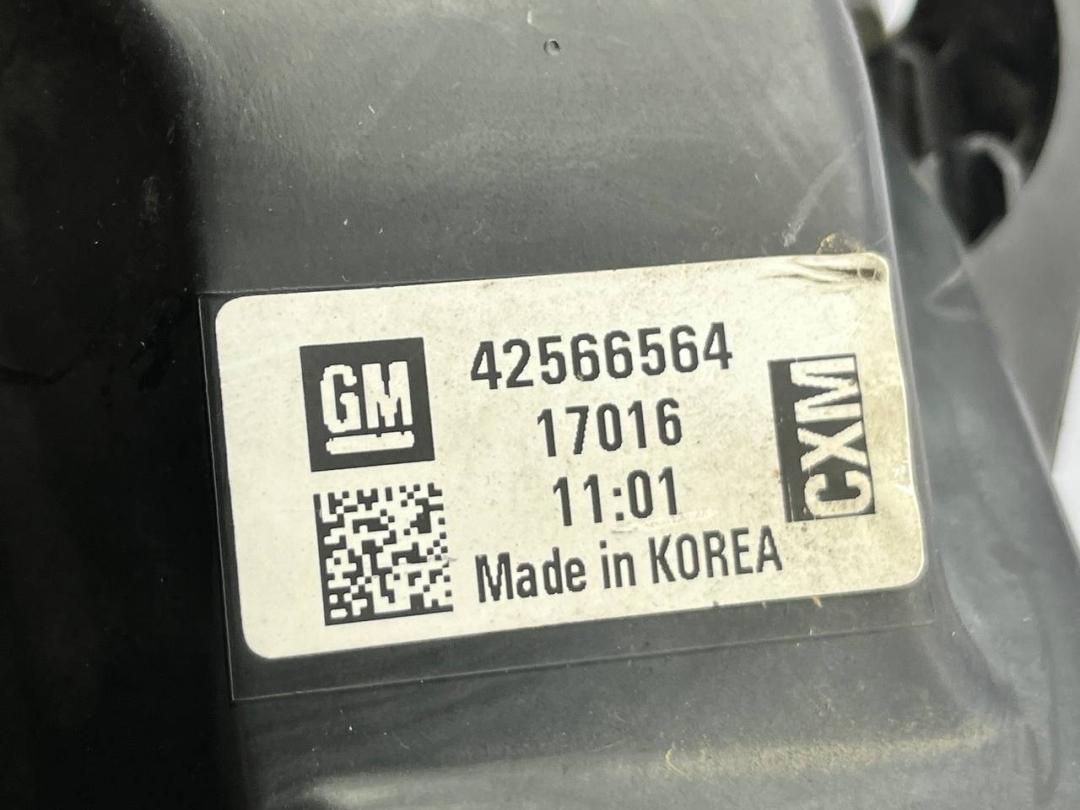 GM
42566564
17016
11:01
Made in KOREA
CXM